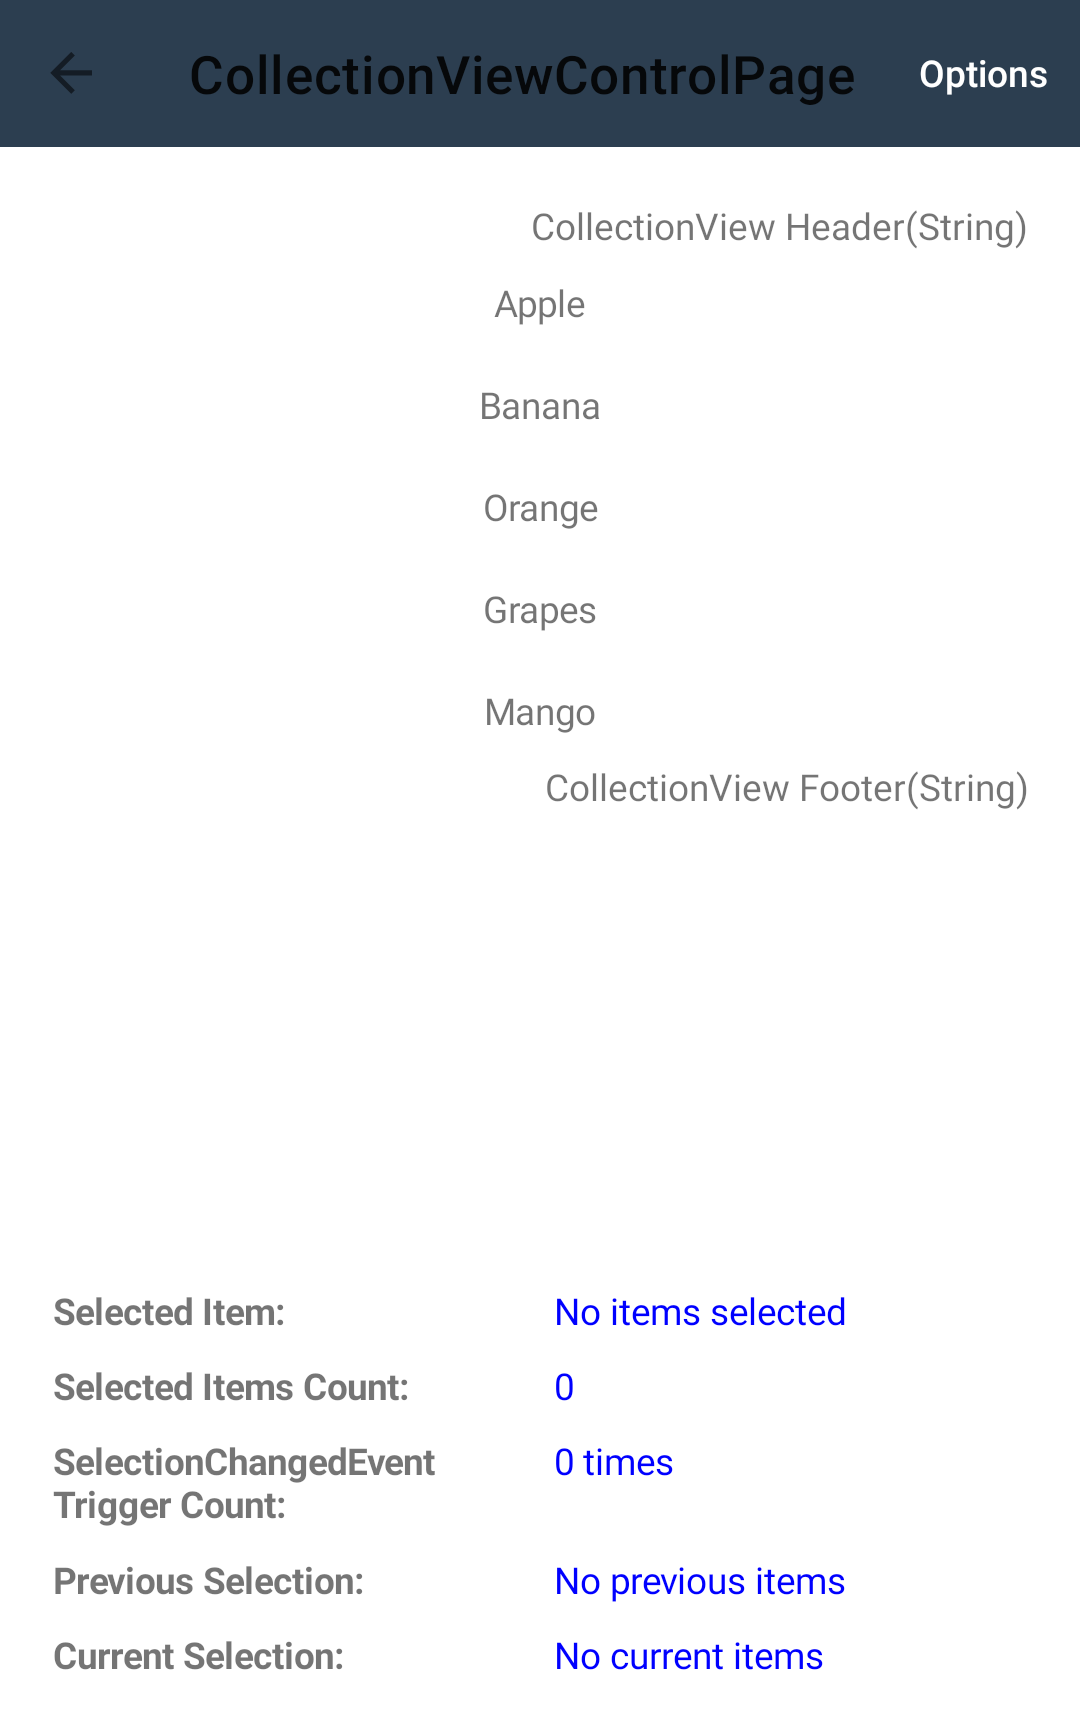 CollectionViewControlPage
Options
CollectionView Header(String)
Apple
Banana
Orange
Grapes
Mango
CollectionView Footer(String)
Selected Item: No items selected
Selected Items Count: 0
SelectionChangedEvent 0 times
Trigger Count:
Previous Selection: No previous items
Current Selection: No current items